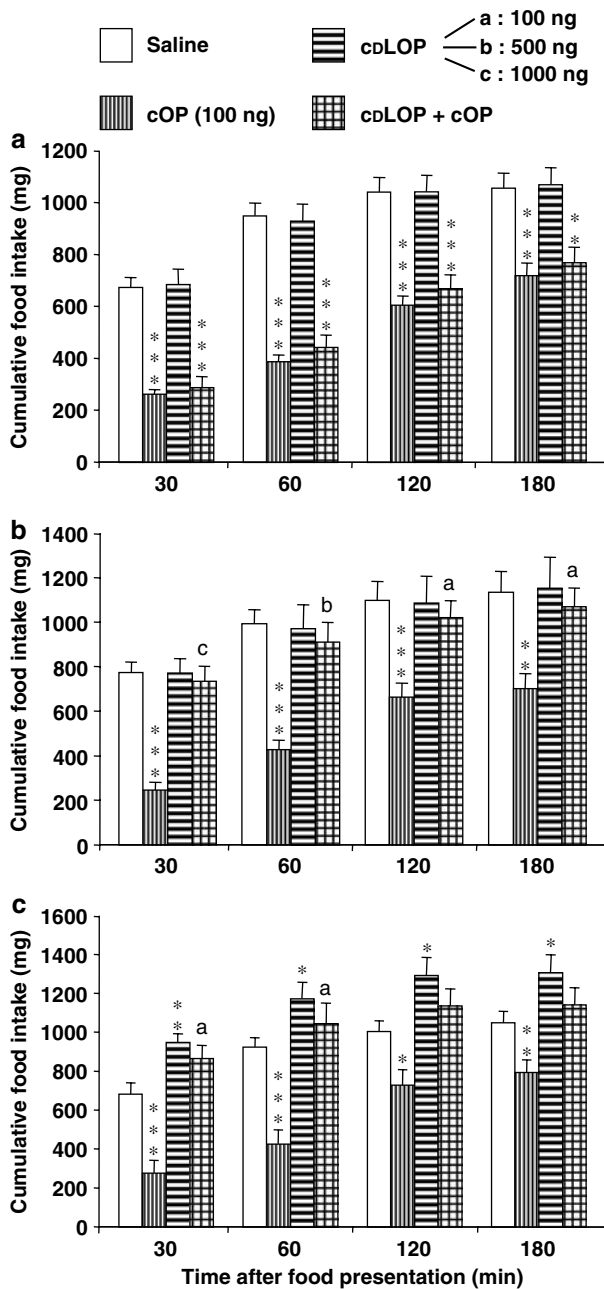 Saline
cDLOP
a : 100 ng
b : 500 ng
c : 1000 ng
cOP (100 ng)
cDLOP + cOP
a
Cumulative food intake (mg)
1200
1000
800
600
400
200
0
*** *** *** *** *** *** *** **
30 60 120 180
b
Cumulative food intake (mg)
1400
1200
1000
800
600
400
200
0
*** c *** b *** a ** a
30 60 120 180
c
Cumulative food intake (mg)
1600
1400
1200
1000
800
600
400
200
0
*** ** a *** * a * * ** *
30 60 120 180
Time after food presentation (min)